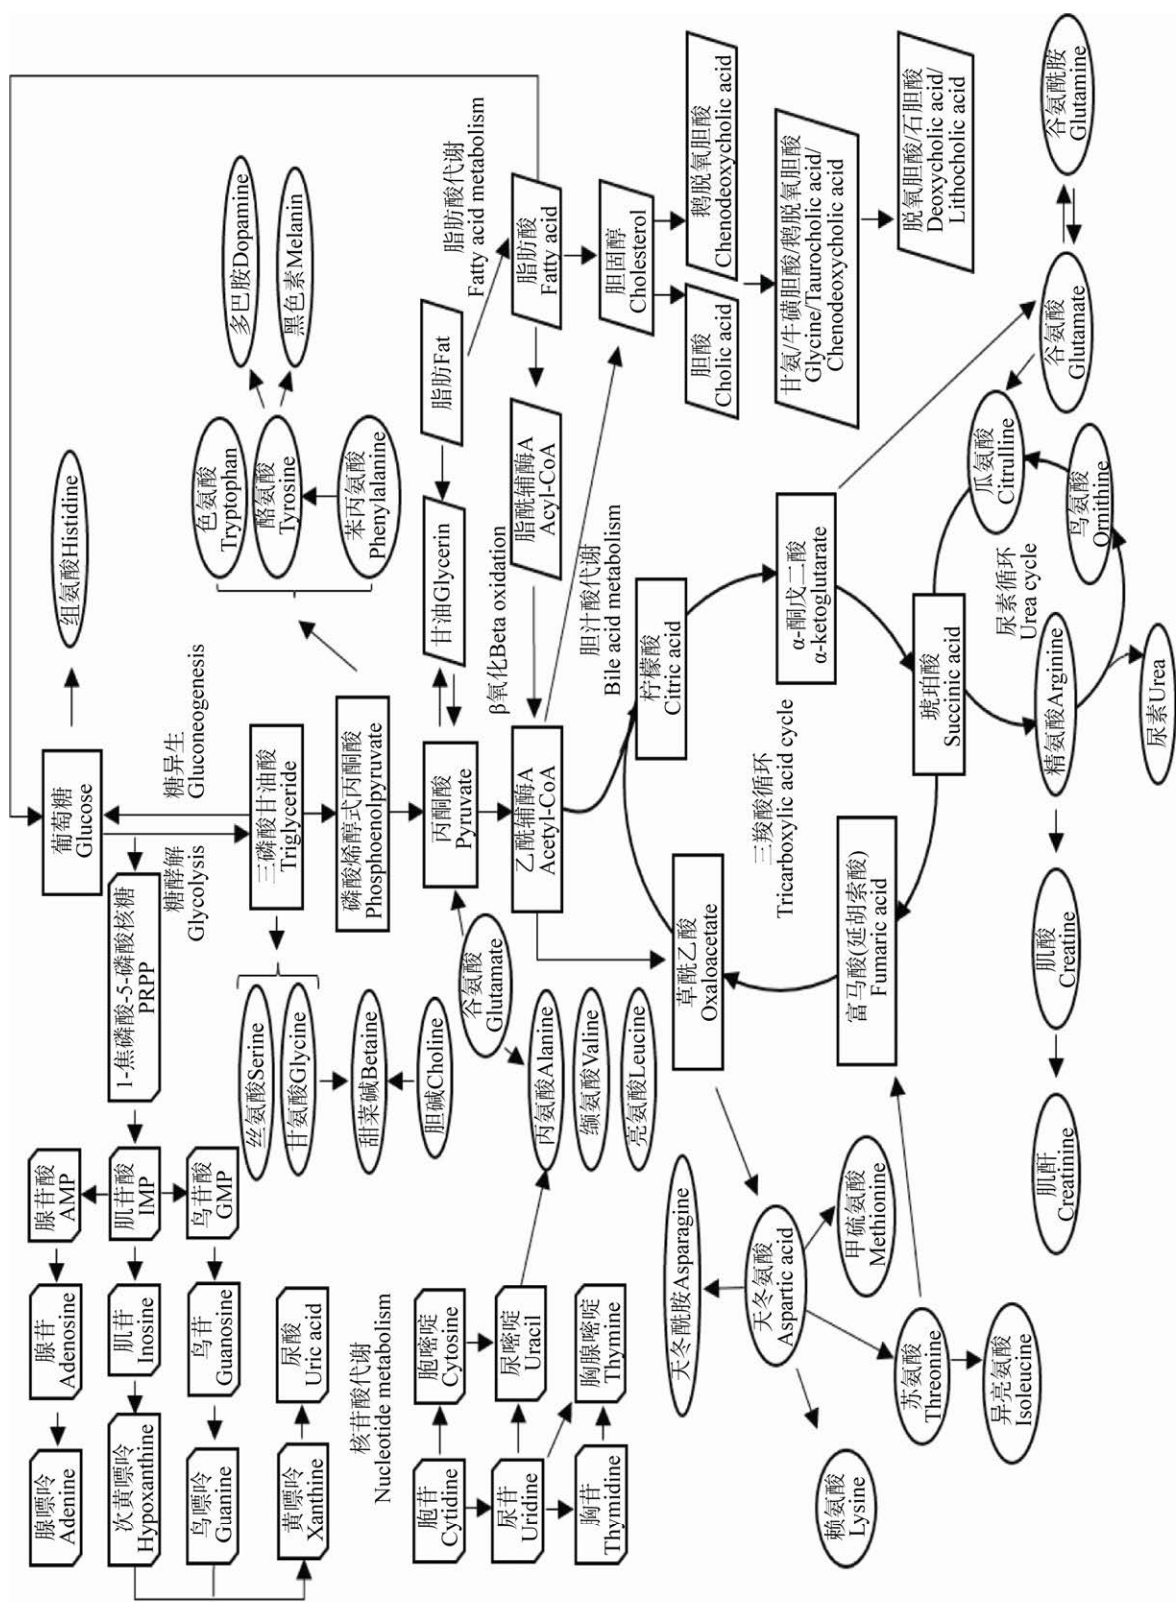 腺嘌呤
Adenine
腺苷
Adenosine
腺苷酸
AMP
葡萄糖
Glucose
组氨酸Histidine
次黄嘌呤
Hypoxanthine
肌苷
Inosine
肌苷酸
IMP
1-焦磷酸-5-磷酸核糖
PRPP
糖酵解
Glycolysis
糖异生
Gluconeogenesis
鸟嘌呤
Guanine
鸟苷
Guanosine
鸟苷酸
GMP
色氨酸
Tryptophan
多巴胺Dopamine
黄嘌呤
Xanthine
尿酸
Uric acid
丝氨酸Serine
甘氨酸Glycine
三磷酸甘油酸
Triglyceride
酪氨酸
Tyrosine
黑色素Melanin
核苷酸代谢
Nucleotide metabolism
甜菜碱Betaine
磷酸烯醇式丙酮酸
Phosphoenolpyruvate
苯丙氨酸
Phenylalanine
胞苷
Cytidine
胞嘧啶
Cytosine
胆碱Choline
丙酮酸
Pyruvate
甘油Glycerin
脂肪Fat
脂肪酸代谢
Fatty acid metabolism
谷氨酸
Glutamate
β氧化Beta oxidation
尿苷
Uridine
尿嘧啶
Uracil
丙氨酸Alanine
乙酰辅酶A
Acetyl-CoA
脂酰辅酶A
Acyl-CoA
脂肪酸
Fatty acid
胸苷
Thymidine
胸腺嘧啶
Thymine
缬氨酸Valine
亮氨酸Leucine
胆汁酸代谢
Bile acid metabolism
胆固醇
Cholesterol
天冬酰胺Asparagine
草酰乙酸
Oxaloacetate
柠檬酸
Citric acid
胆酸
Cholic acid
鹅脱氧胆酸
Chenodeoxycholic acid
天冬氨酸
Aspartic acid
三羧酸循环
Tricarboxylic acid cycle
α-酮戊二酸
α-ketoglutarate
甘氨/牛磺胆酸/鹅脱氧胆酸
Glycine/Taurocholic acid/
Chenodeoxycholic acid
赖氨酸
Lysine
甲硫氨酸
Methionine
富马酸(延胡索酸)
Fumaric acid
苏氨酸
Threonine
琥珀酸
Succinic acid
脱氧胆酸/石胆酸
Deoxycholic acid/
Lithocholic acid
异亮氨酸
Isoleucine
尿素循环
Urea cycle
瓜氨酸
Citrulline
肌酐
Creatinine
肌酸
Creatine
精氨酸Arginine
鸟氨酸
Ornithine
谷氨酸
Glutamate
谷氨酰胺
Glutamine
尿素Urea